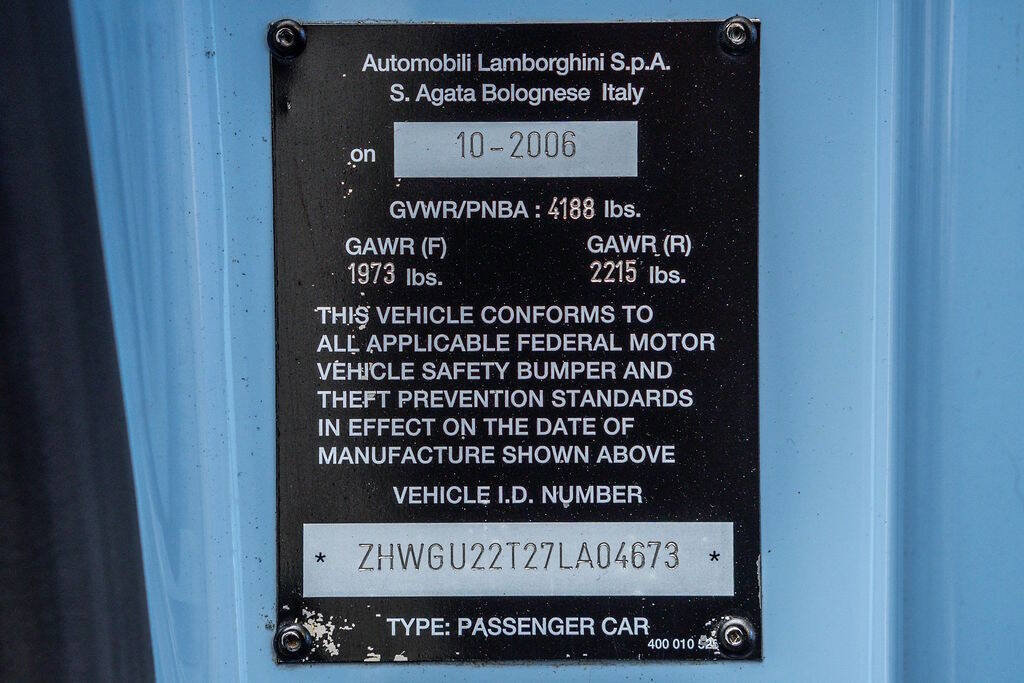 Automobili Lamborghini S.p.A.
S. Agata Bolognese Italy
on 10-2006
GVWR/PNBA : 4188 lbs.
GAWR (F) GAWR (R)
1973 lbs. 2215 lbs.
THIS VEHICLE CONFORMS TO
ALL APPLICABLE FEDERAL MOTOR
VEHICLE SAFETY BUMPER AND
THEFT PREVENTION STANDARDS
IN EFFECT ON THE DATE OF
MANUFACTURE SHOWN ABOVE
VEHICLE I.D. NUMBER
* ZHWGU22T27LA04673 *
TYPE: PASSENGER CAR
400 010